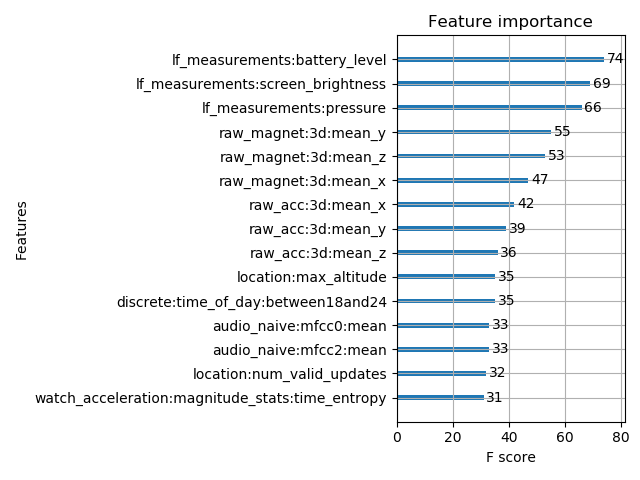 Feature importance
lf_measurements:battery_level 74
lf_measurements:screen_brightness 69
lf_measurements:pressure 66
raw_magnet:3d:mean_y 55
raw_magnet:3d:mean_z 53
raw_magnet:3d:mean_x 47
raw_acc:3d:mean_x 42
raw_acc:3d:mean_y 39
raw_acc:3d:mean_z 36
location:max_altitude 35
discrete:time_of_day:between18and24 35
audio_naive:mfcc0:mean 33
audio_naive:mfcc2:mean 33
location:num_valid_updates 32
watch_acceleration:magnitude_stats:time_entropy 31
Features
0 20 40 60 80
F score